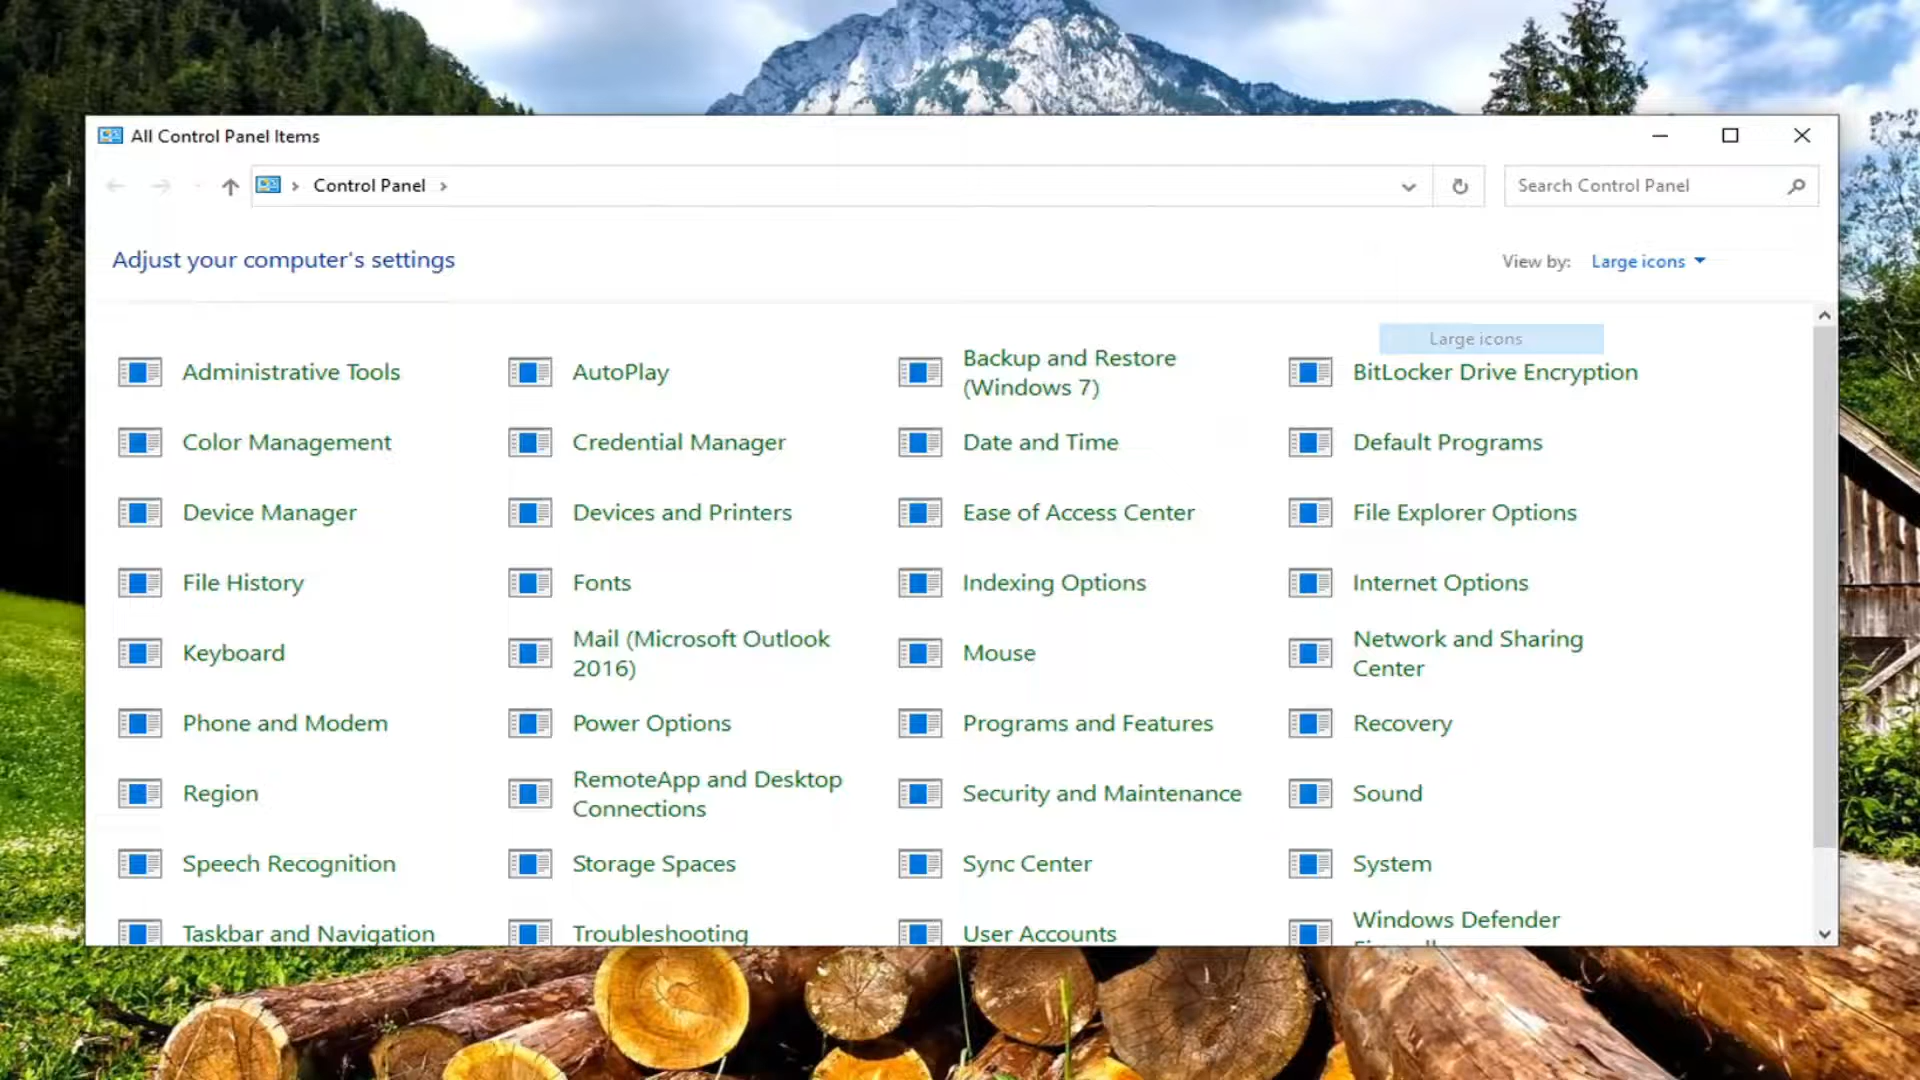 All Control Panel Items
Control Panel
Search Control Panel
Adjust your computer's settings
View by: Large icons
Large icons
Administrative Tools
AutoPlay
Backup and Restore
(Windows 7)
BitLocker Drive Encryption
Color Management
Credential Manager
Date and Time
Default Programs
Device Manager
Devices and Printers
Ease of Access Center
File Explorer Options
File History
Fonts
Indexing Options
Internet Options
Keyboard
Mail (Microsoft Outlook
2016)
Mouse
Network and Sharing
Center
Phone and Modem
Power Options
Programs and Features
Recovery
Region
RemoteApp and Desktop
Connections
Security and Maintenance
Sound
Speech Recognition
Storage Spaces
Sync Center
System
Taskbar and Navigation
Troubleshooting
User Accounts
Windows Defender